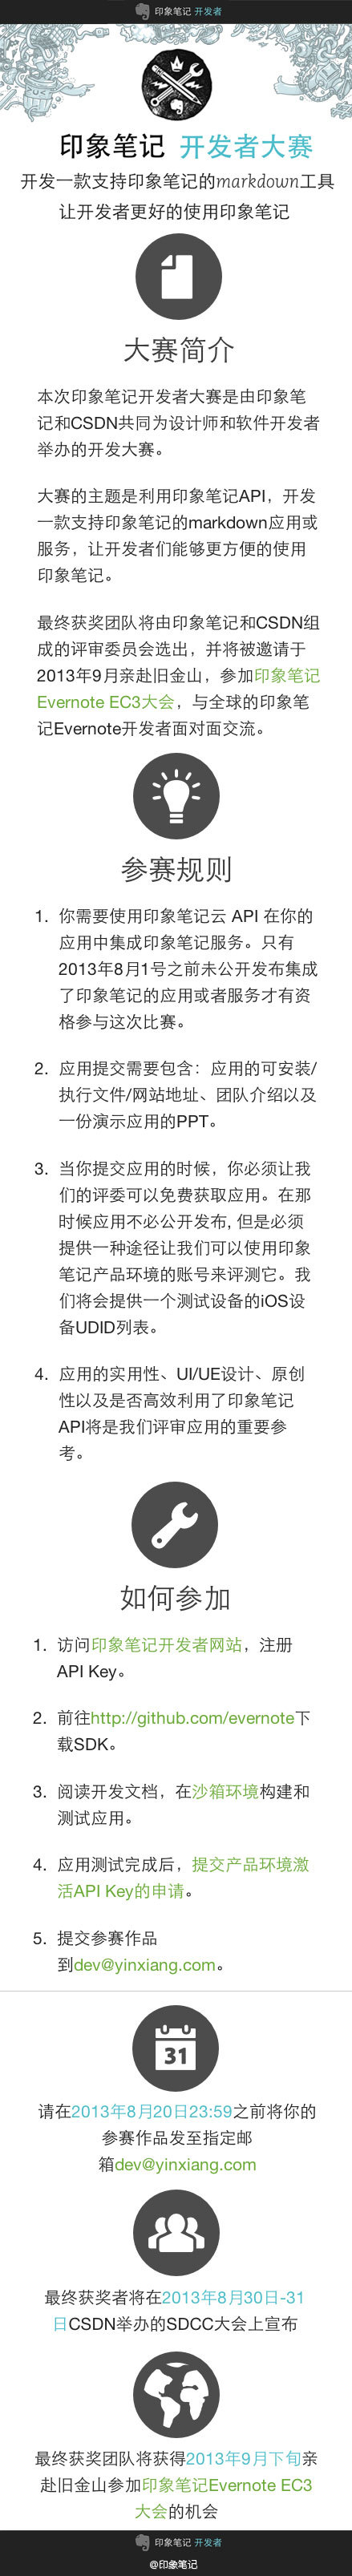 印象笔记 开发者
印象笔记 开发者大赛
开发一款支持印象笔记的markdown工具
让开发者更好的使用印象笔记
大赛简介
本次印象笔记开发者大赛是由印象笔
记和CSDN共同为设计师和软件开发者
举办的开发大赛。
大赛的主题是利用印象笔记API，开发
一款支持印象笔记的markdown应用或
服务，让开发者们能够更方便的使用
印象笔记。
最终获奖团队将由印象笔记和CSDN组
成的评审委员会选出，并将被邀请于
2013年9月亲赴旧金山，参加印象笔记
Evernote EC3大会，与全球的印象笔
记Evernote开发者面对面交流。
参赛规则
1. 你需要使用印象笔记云 API 在你的
应用中集成印象笔记服务。只有
2013年8月1号之前未公开发布集成
了印象笔记的应用或者服务才有资
格参与这次比赛。
2. 应用提交需要包含：应用的可安装/
执行文件/网站地址、团队介绍以及
一份演示应用的PPT。
3. 当你提交应用的时候，你必须让我
们的评委可以免费获取应用。在那
时候应用不必公开发布, 但是必须
提供一种途径让我们可以使用印象
笔记产品环境的账号来评测它。我
们将会提供一个测试设备的iOS设
备UDID列表。
4. 应用的实用性、UI/UE设计、原创
性以及是否高效利用了印象笔记
API将是我们评审应用的重要参
考。
如何参加
1. 访问印象笔记开发者网站，注册
API Key。
2. 前往http://github.com/evernote下
载SDK。
3. 阅读开发文档，在沙箱环境构建和
测试应用。
4. 应用测试完成后，提交产品环境激
活API Key的申请。
5. 提交参赛作品
到dev@yinxiang.com。
31
请在2013年8月20日23:59之前将你的
参赛作品发至指定邮
箱dev@yinxiang.com
最终获奖者将在2013年8月30日-31
日CSDN举办的SDCC大会上宣布
最终获奖团队将获得2013年9月下旬亲
赴旧金山参加印象笔记Evernote EC3
大会的机会
印象笔记 开发者
@印象笔记